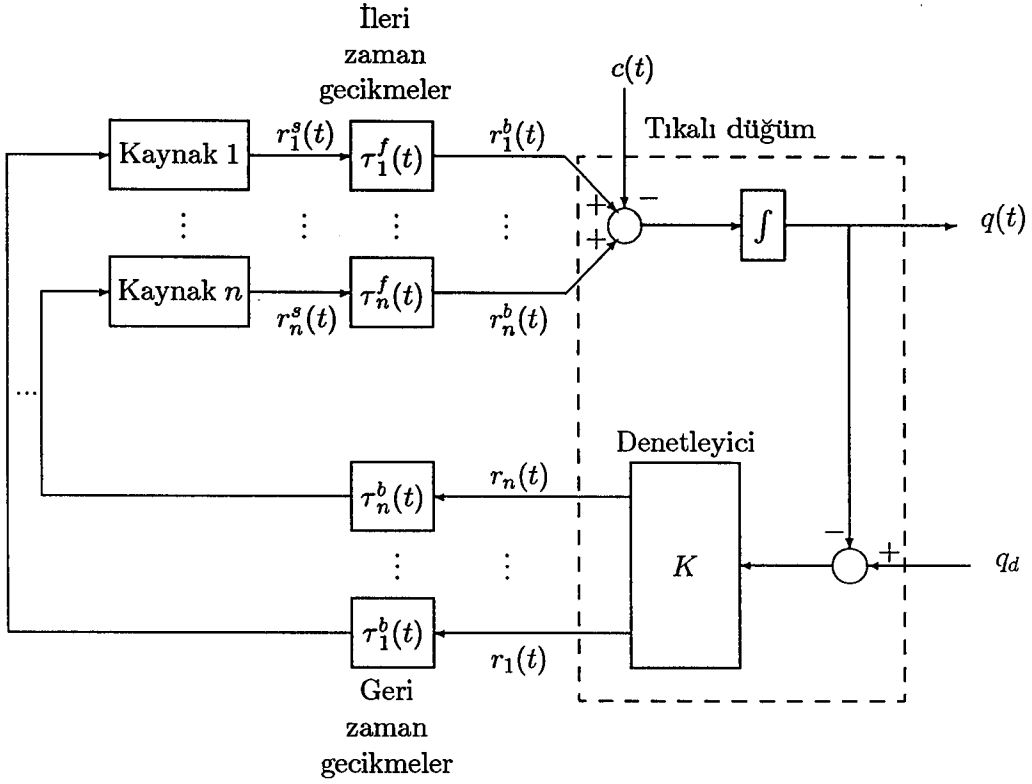 İleri
zaman
gecikmeler
c(t)
Tıkalı düğüm
Kaynak 1
r_1^s(t)
τ_1^f(t)
r_1^b(t)
+
−
+
∫
q(t)
Kaynak n
r_n^s(t)
τ_n^f(t)
r_n^b(t)
...
Denetleyici
τ_n^b(t)
r_n(t)
K
−
+
q_d
τ_1^b(t)
r_1(t)
Geri
zaman
gecikmeler